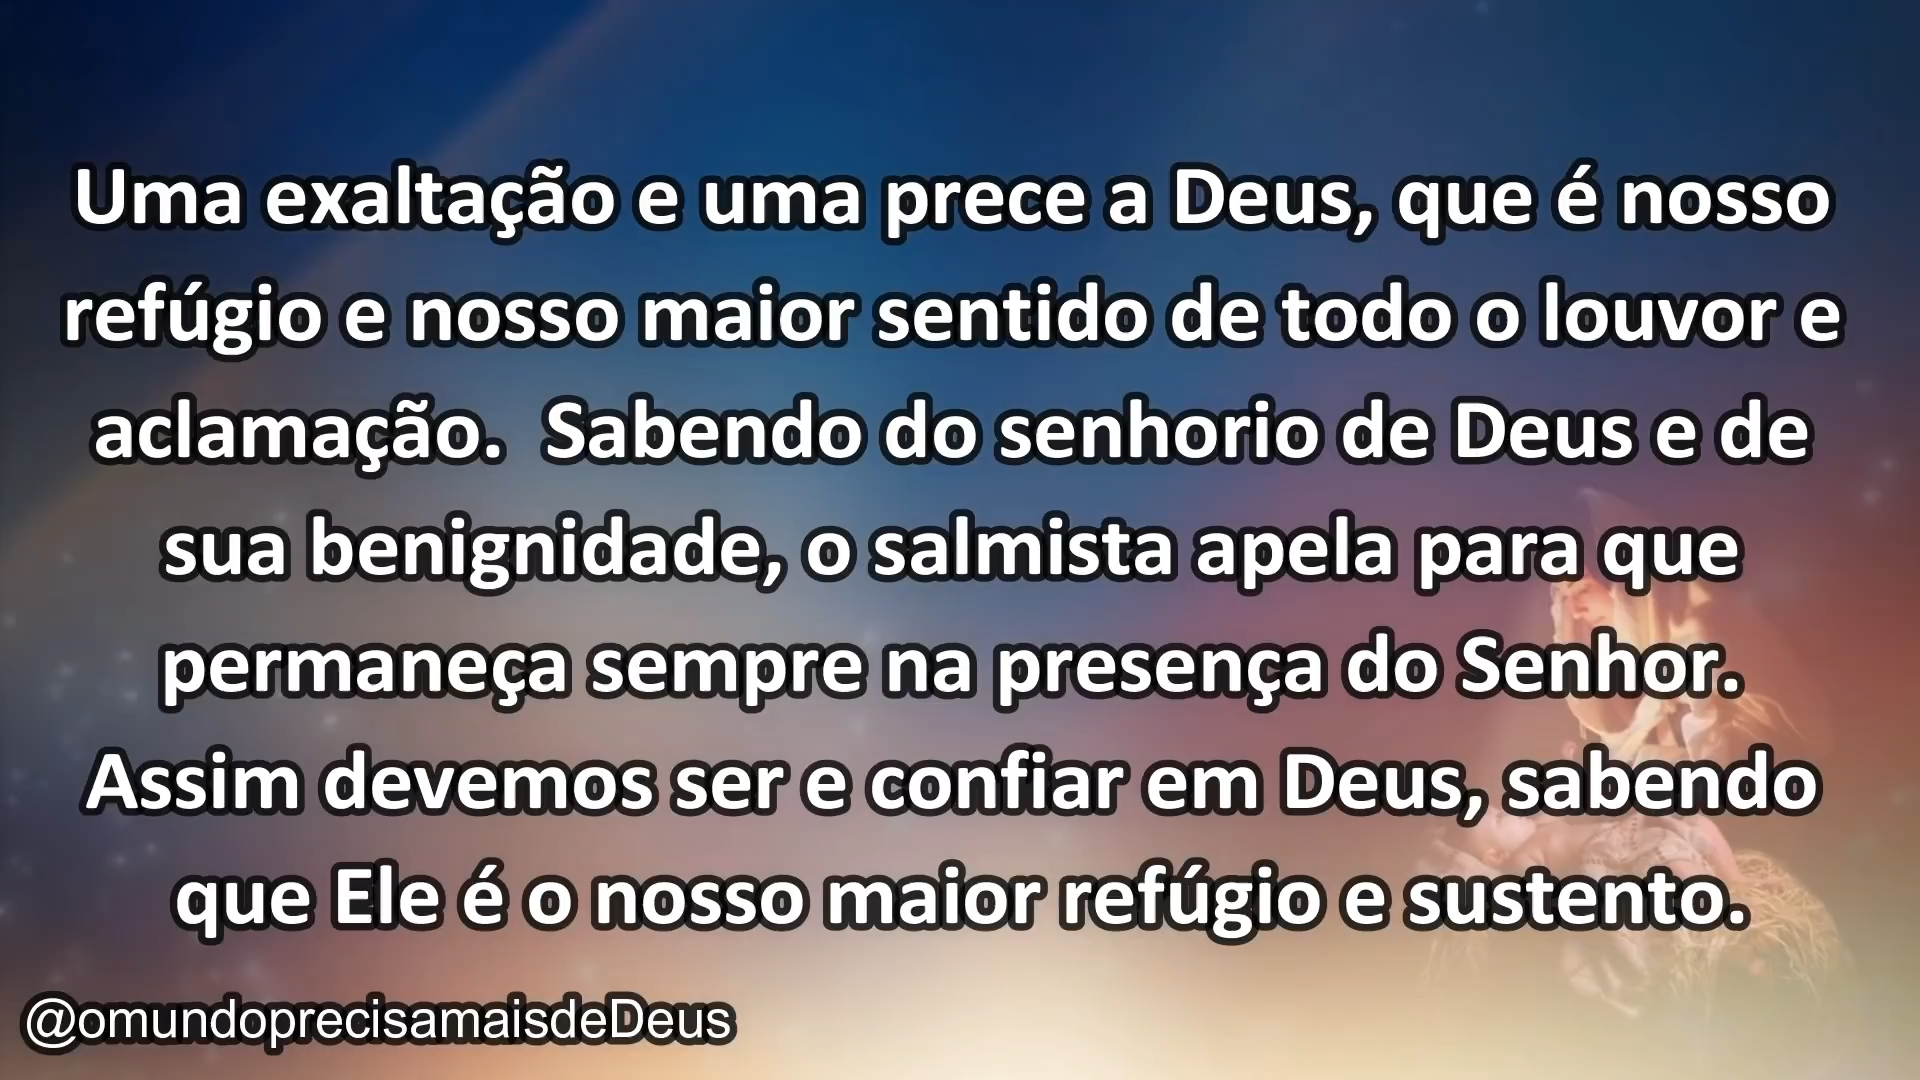 Uma exaltação e uma prece a Deus, que é nosso
refúgio e nosso maior sentido de todo o louvor e
aclamação.  Sabendo do senhorio de Deus e de
sua benignidade, o salmista apela para que
permaneça sempre na presença do Senhor.
Assim devemos ser e confiar em Deus, sabendo
que Ele é o nosso maior refúgio e sustento.
@omundoprecisamaisdeDeus